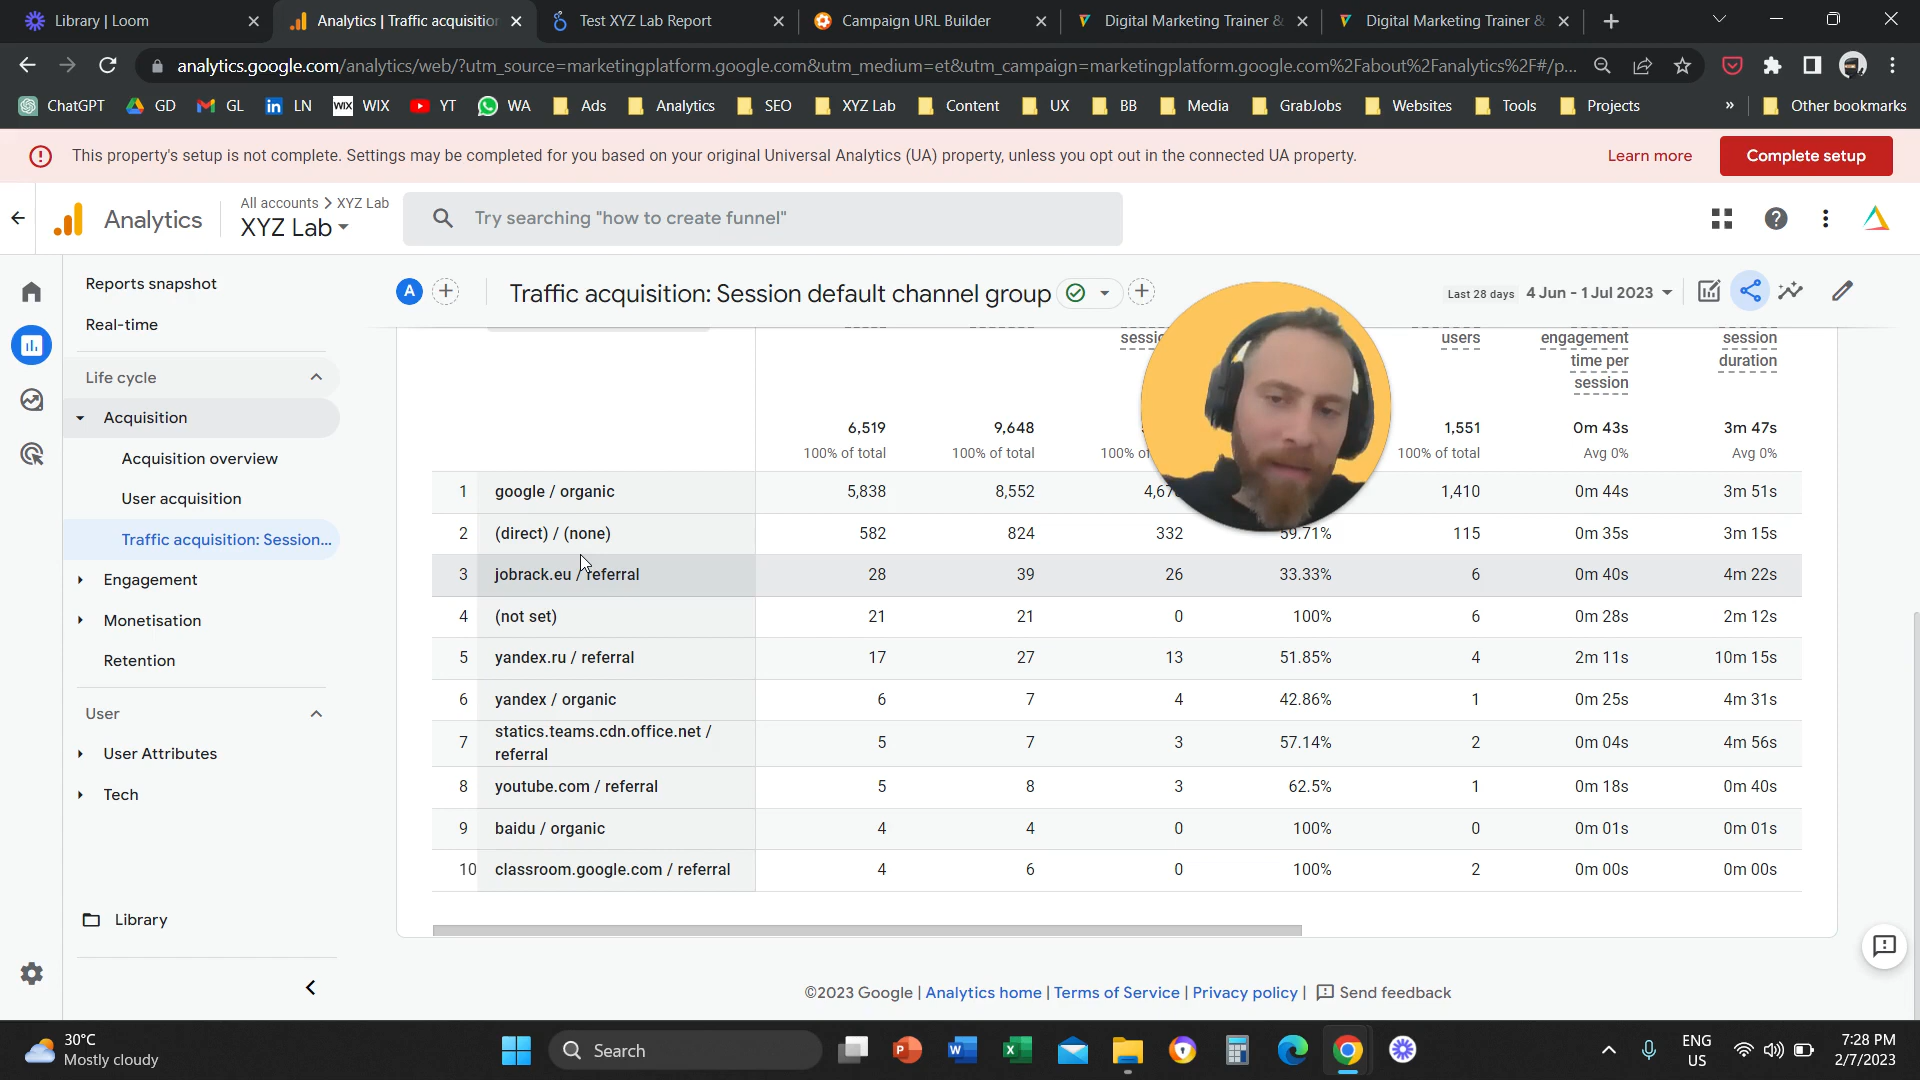 Library | Loom
Analytics | Traffic acquisition
Test XYZ Lab Report
Campaign URL Builder
Digital Marketing Trainer &
Digital Marketing Trainer &
analytics.google.com/analytics/web/?utm_source=marketingplatform.google.com&utm_medium=et&utm_campaign=marketingplatform.google.com%2Fabout%2Fanalytics%2F#/p...
ChatGPT GD GL LN WIX YT WA Ads Analytics SEO XYZ Lab Content UX BB Media GrabJobs Websites Tools Projects » Other bookmarks
This property's setup is not complete. Settings may be completed for you based on your original Universal Analytics (UA) property, unless you opt out in the connected UA property.
Learn more
Complete setup
Analytics
All accounts > XYZ Lab
XYZ Lab
Try searching "how to create funnel"
Reports snapshot
Real-time
Life cycle
Acquisition
Acquisition overview
User acquisition
Traffic acquisition: Session...
Engagement
Monetisation
Retention
User
User Attributes
Tech
Library
A
Traffic acquisition: Session default channel group
Last 28 days 4 Jun - 1 Jul 2023
users
engagement
time per
session
session
duration
6,519 9,648 1,551 0m 43s 3m 47s
100% of total 100% of total 100% of 100% of total Avg 0% Avg 0%
1 google / organic 5,838 8,552 1,410 0m 44s 3m 51s
2 (direct) / (none) 582 824 332 59.71% 115 0m 35s 3m 15s
3 jobrack.eu / referral 28 39 26 33.33% 6 0m 40s 4m 22s
4 (not set) 21 21 0 100% 6 0m 28s 2m 12s
5 yandex.ru / referral 17 27 13 51.85% 4 2m 11s 10m 15s
6 yandex / organic 6 7 4 42.86% 1 0m 25s 4m 31s
7 statics.teams.cdn.office.net /
referral 5 7 3 57.14% 2 0m 04s 4m 56s
8 youtube.com / referral 5 8 3 62.5% 1 0m 18s 0m 40s
9 baidu / organic 4 4 0 100% 0 0m 01s 0m 01s
10 classroom.google.com / referral 4 6 0 100% 2 0m 00s 0m 00s
©2023 Google | Analytics home | Terms of Service | Privacy policy | Send feedback
30°C
Mostly cloudy
Search
ENG
US
7:28 PM
2/7/2023